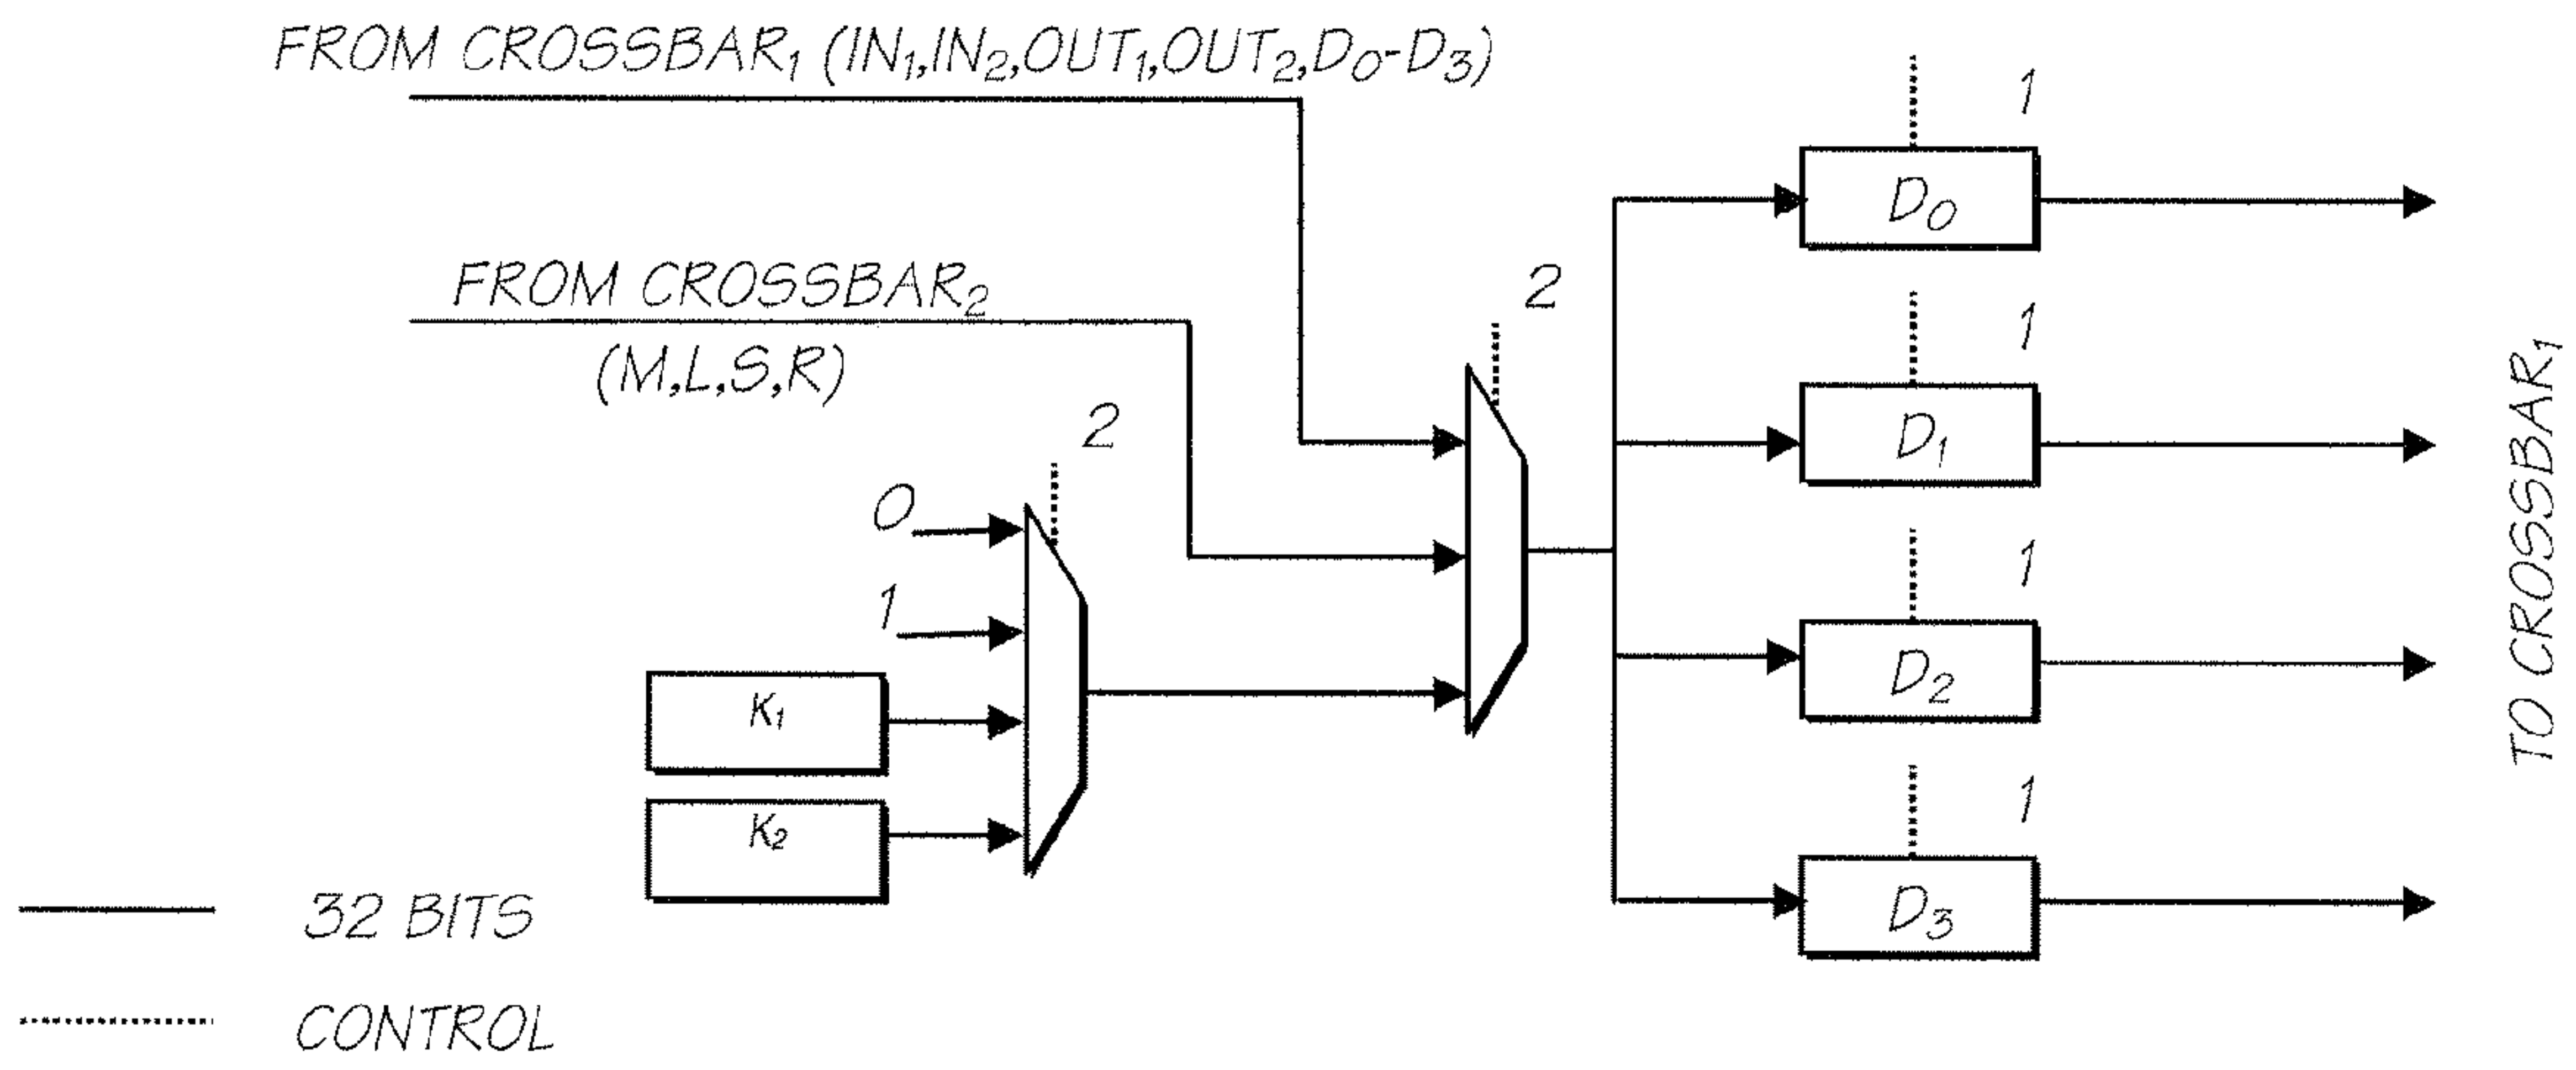 FROM CROSSBAR₁ (IN₁,IN₂,OUT₁,OUT₂,D₀-D₃)
1
D₀
FROM CROSSBAR₂
(M,L,S,R)
2
1
D₁
2
0
1
1
D₂
K₁
K₂
1
D₃
TO CROSSBAR₁
32 BITS
CONTROL